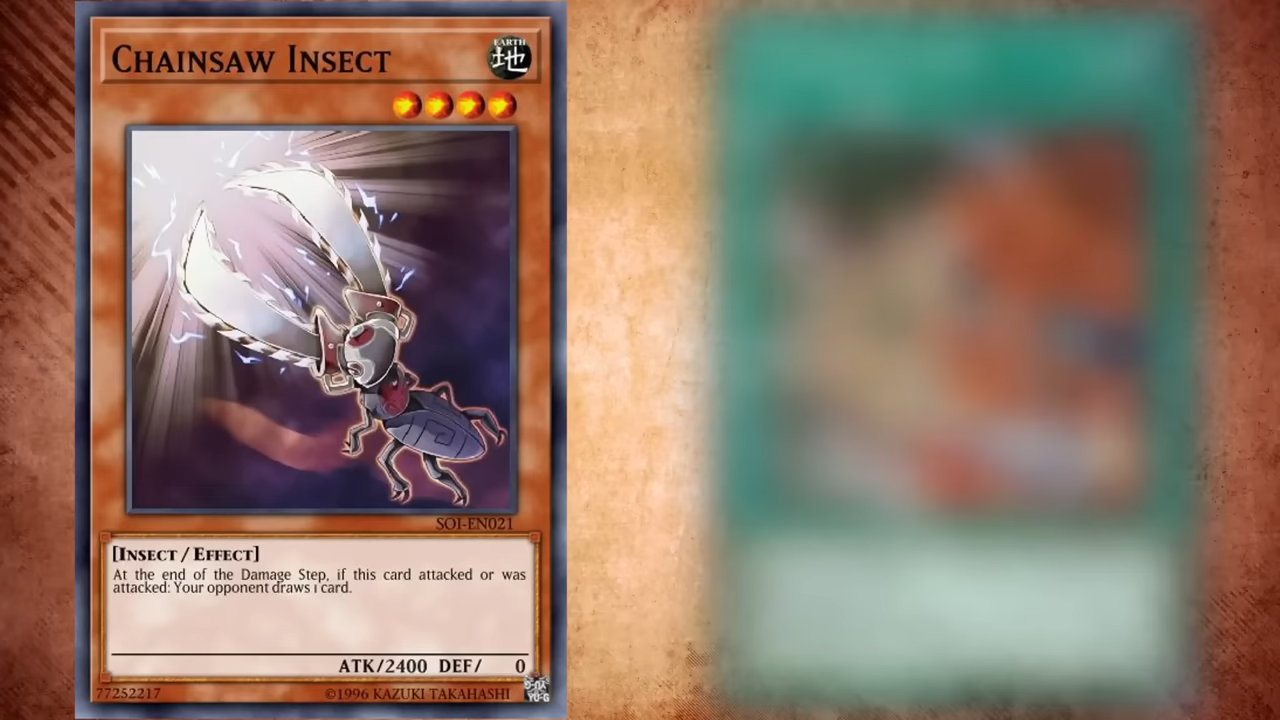 CHAINSAW INSECT
EARTH
地
SOI-EN021
[INSECT / EFFECT]
At the end of the Damage Step, if this card attacked or was
attacked: Your opponent draws 1 card.
ATK/2400 DEF/ 0
77252217
©1996 KAZUKI TAKAHASHI